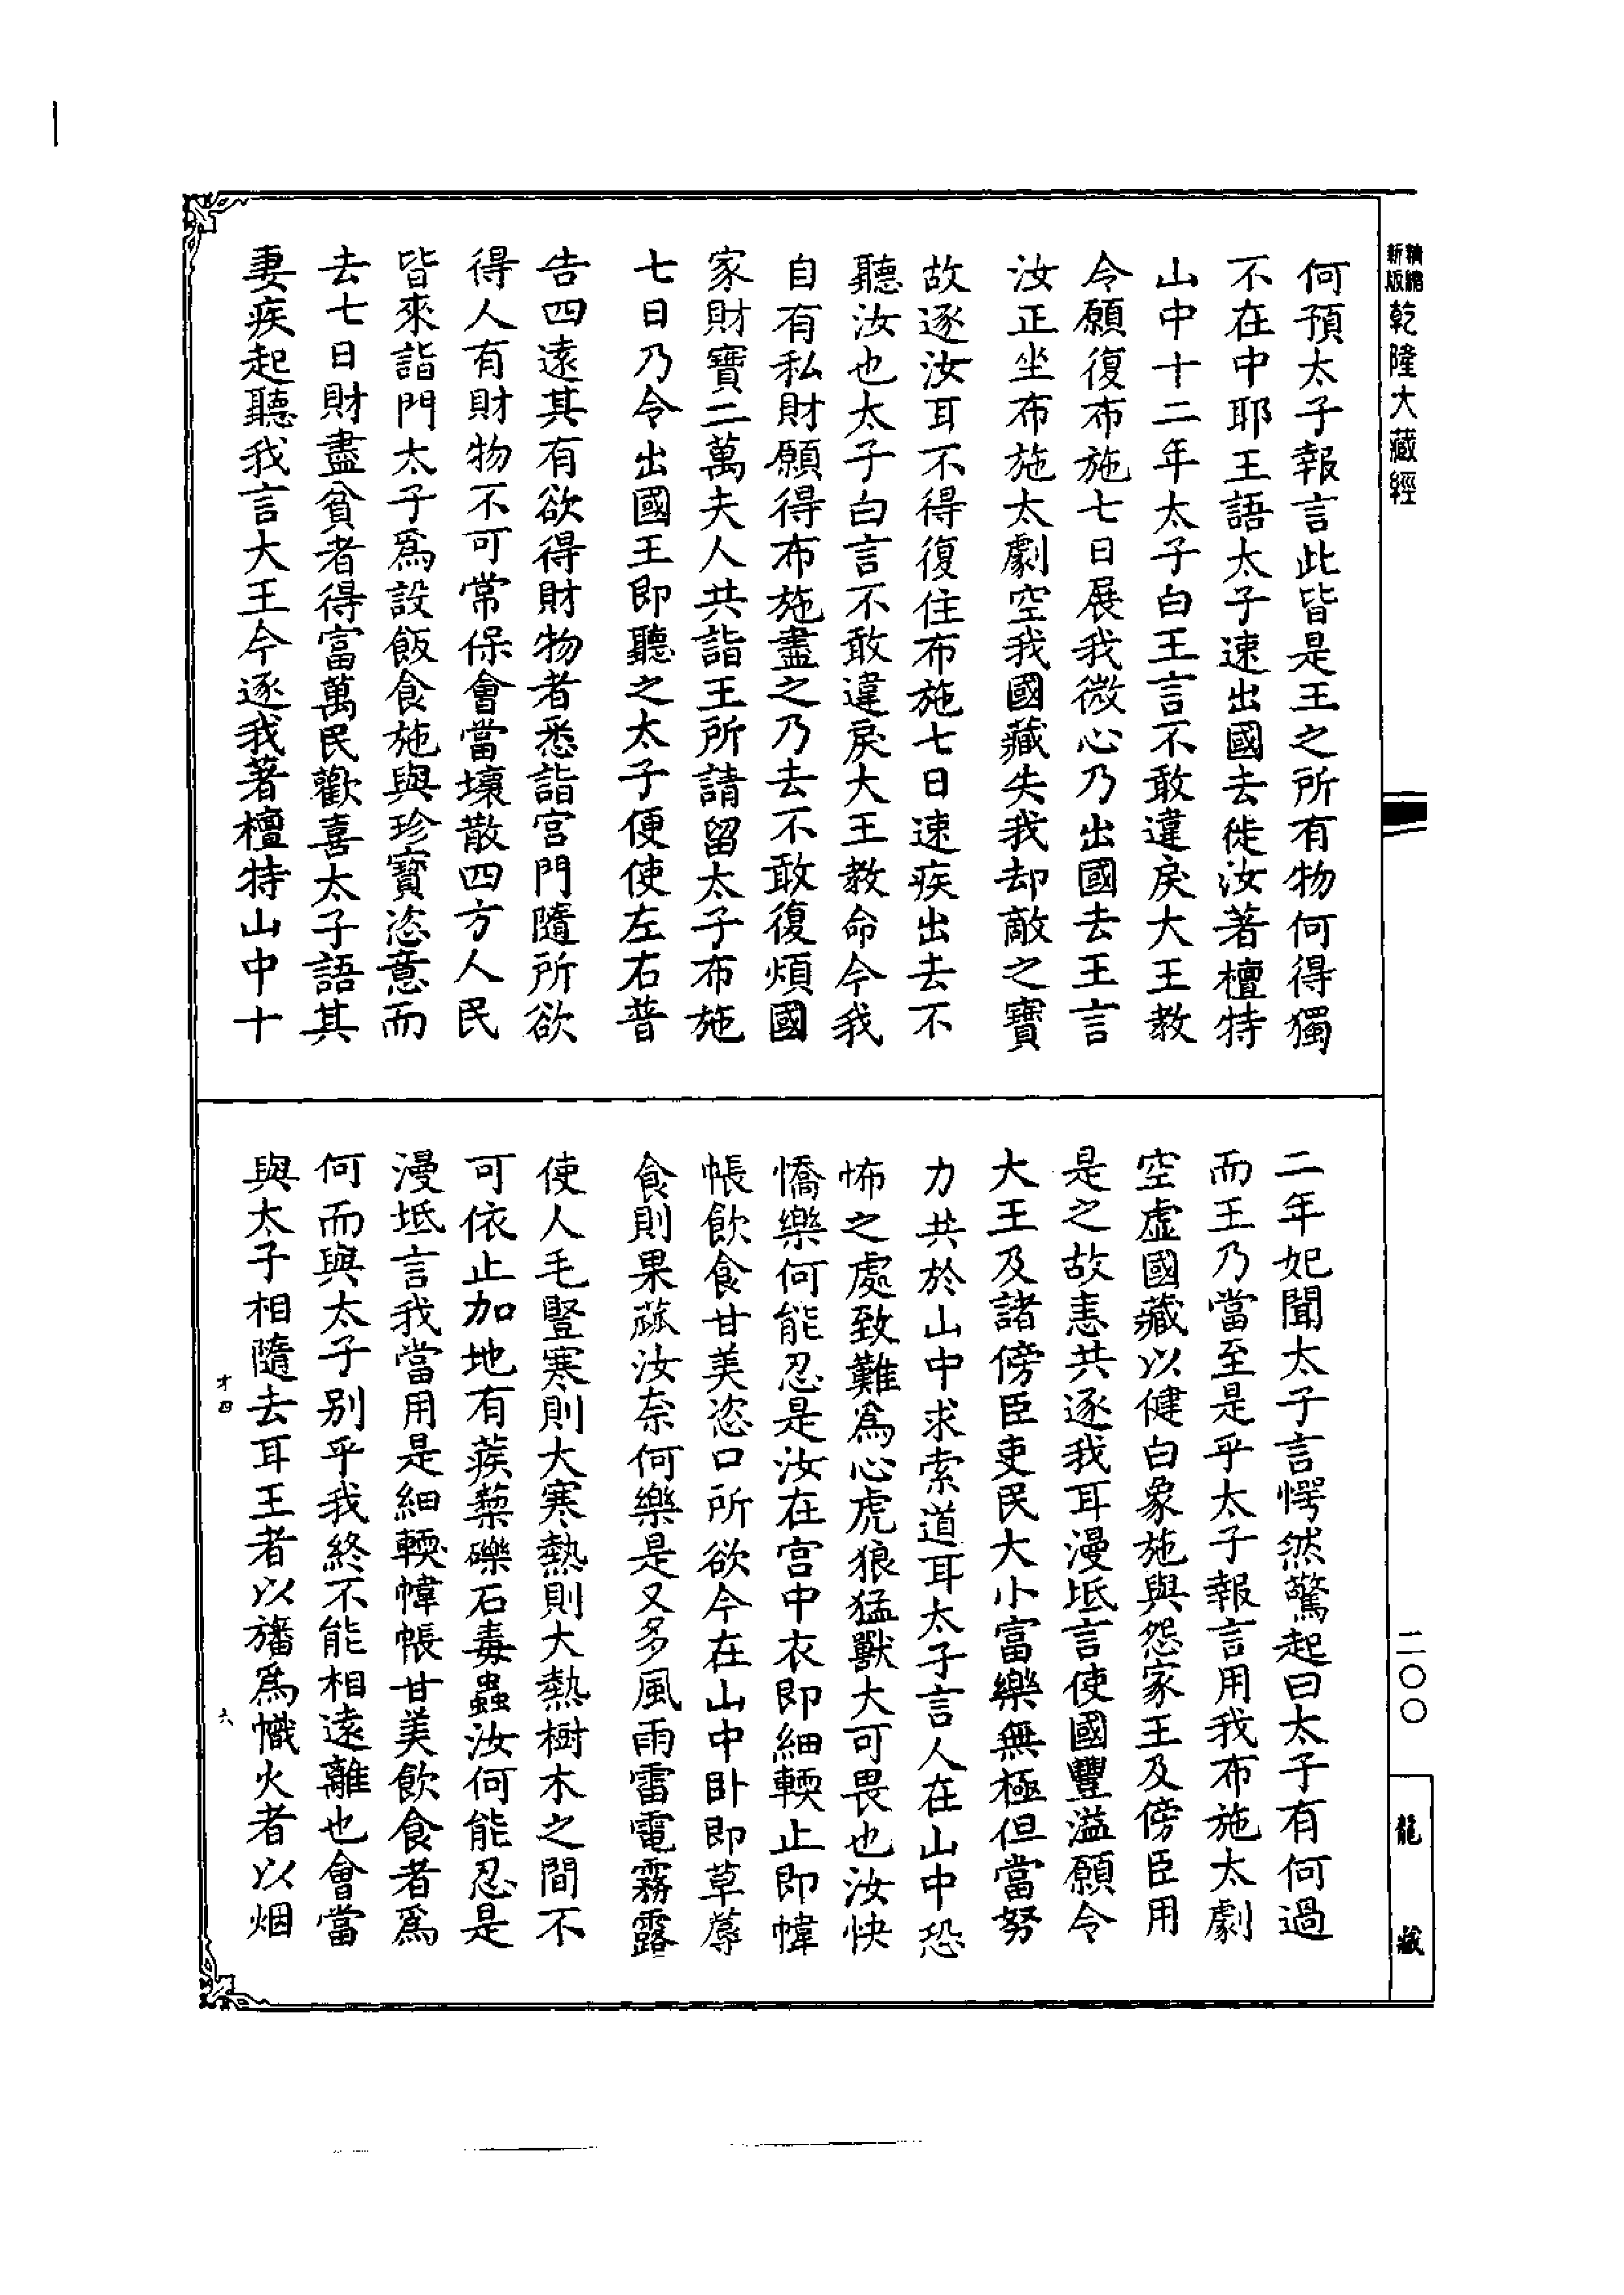 精縮新版乾隆大藏經
何預太子報言此皆是王之所有物何得獨
不在中耶王語太子速出國去徙汝著檀特
山中十二年太子白王言不敢違戾大王教
令願復布施七日展我微心乃出國去王言
汝正坐布施太劇空我國藏失我却敵之寶
故逐汝耳不得復住布施七日速疾出去不
聽汝也太子白言不敢違戾大王教命今我
自有私財願得布施盡之乃去不敢復煩國
家財寶二萬夫人共詣王所請留太子布施
七日乃令出國王即聽之太子便使左右普
告四遠其有欲得財物者悉詣宮門隨所欲
得人有財物不可常保會當壞散四方人民
皆來詣門太子爲設飯食施與珍寶恣意而
去七日財盡貧者得富萬民歡喜太子語其
妻疾起聽我言大王今逐我著檀特山中十
二年妃聞太子言愕然驚起曰太子有何過
而王乃當至是乎太子報言用我布施太劇
空虛國藏以健白象施與怨家王及傍臣用
是之故恚共逐我耳漫坻言使國豐溢願令
大王及諸傍臣吏民大小富樂無極但當努
力共於山中求索道耳太子言人在山中恐
怖之處致難爲心虎狼猛獸大可畏也汝快
憍樂何能忍是汝在宮中衣即細輭止即幃
帳飲食甘美恣口所欲今在山中卧即草蓐
食則果蓏汝奈何樂是又多風雨雷電霧露
使人毛豎寒則大寒熱則大熱樹木之間不
可依止加地有蒺蔾礫石毒蟲汝何能忍是
漫坻言我當用是細輭幃帳甘美飲食者爲
何而與太子別乎我終不能相遠離也會當
與太子相隨去耳王者以旛爲幟火者以烟
才四
六
二〇〇
龍藏